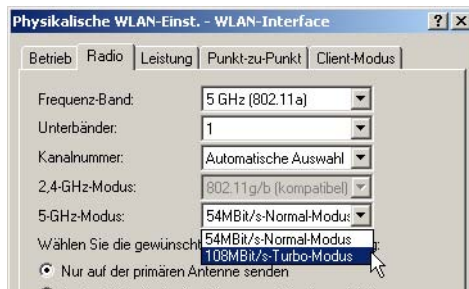 Physikalische WLAN-Einst. - WLAN-Interface
Betrieb Radio Leistung Punkt-zu-Punkt Client-Modus
Frequenz-Band: 5 GHz (802.11a)
Unterbänder: 1
Kanalnummer: Automatische Auswahl
2,4-GHz-Modus: 802.11g/b (kompatibel)
5-GHz-Modus: 54MBit/s-Normal-Modus
54MBit/s-Normal-Modus
108MBit/s-Turbo-Modus
Wählen Sie die gewünscht
Nur auf der primären Antenne senden